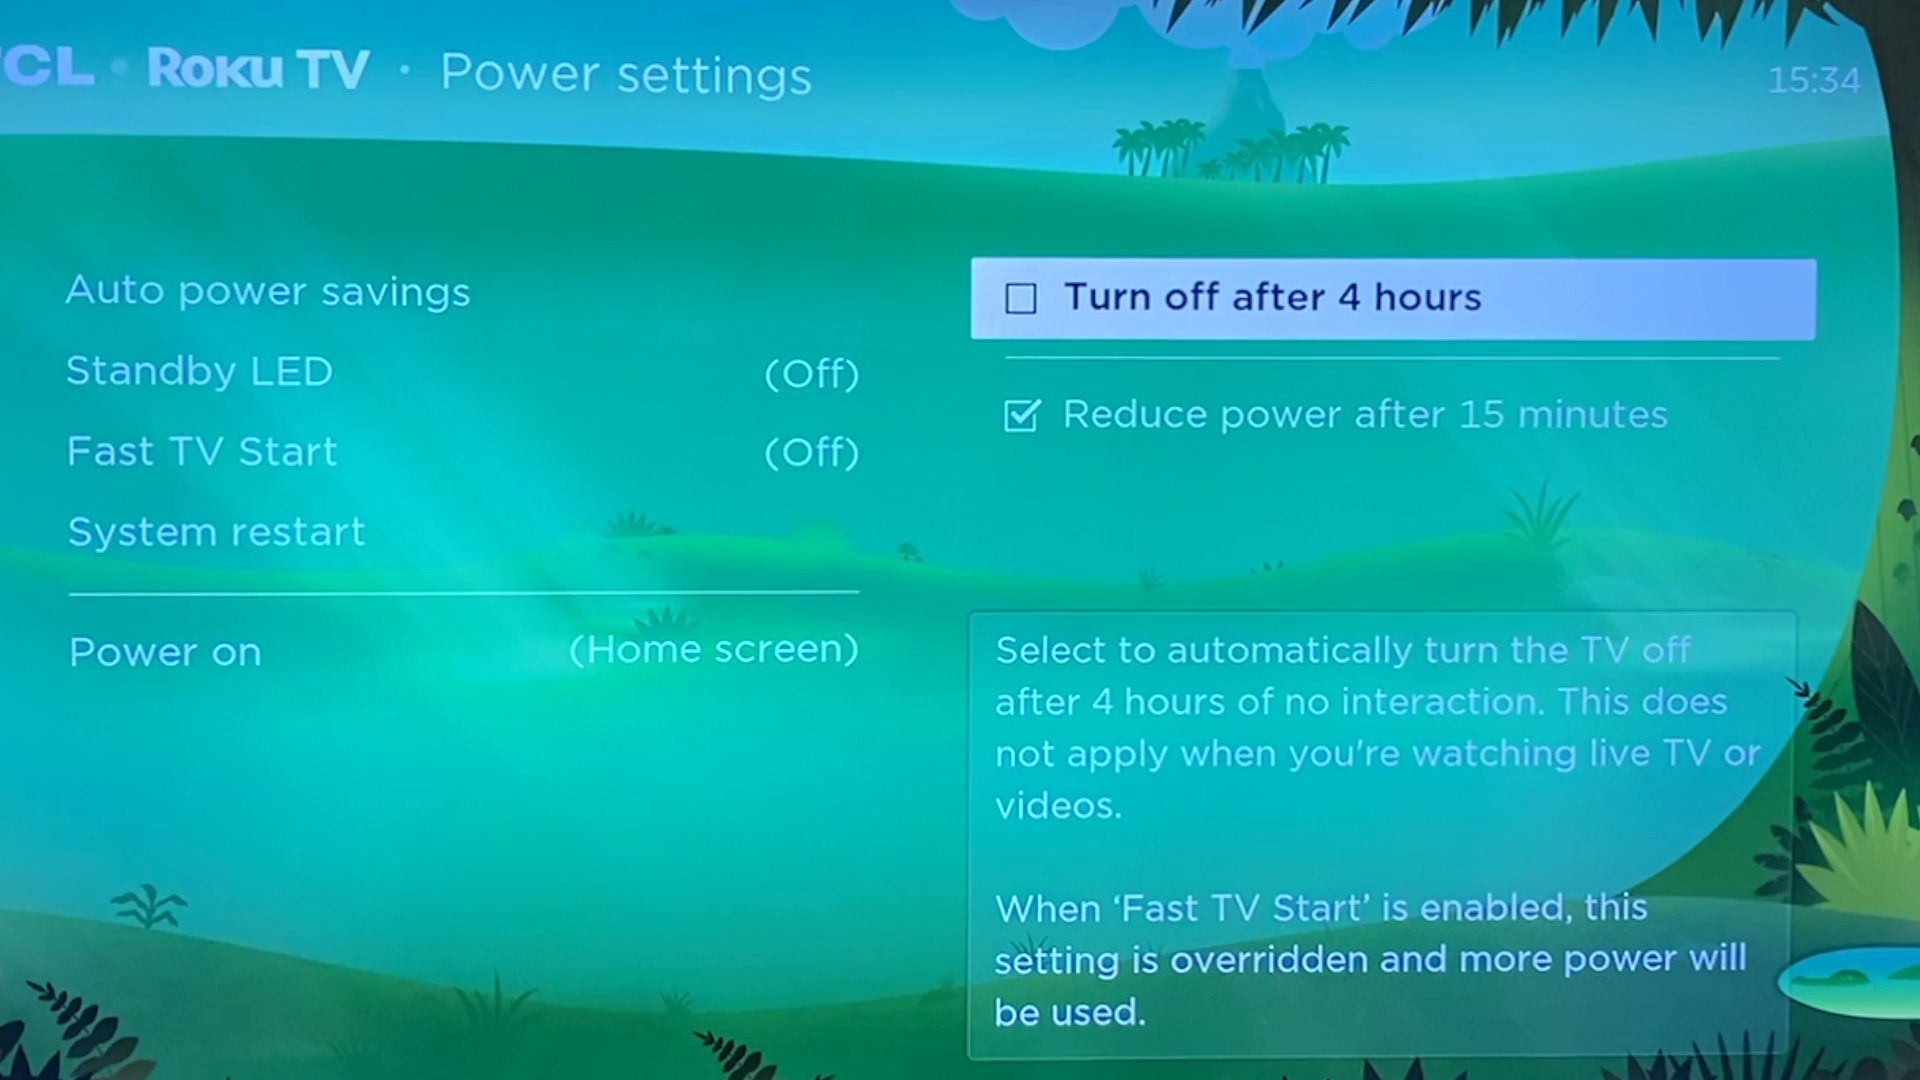 TCL • Roku TV • Power settings
15:34
Auto power savings
Standby LED (Off)
Fast TV Start (Off)
System restart
Power on (Home screen)
Turn off after 4 hours
Reduce power after 15 minutes
Select to automatically turn the TV off
after 4 hours of no interaction. This does
not apply when you're watching live TV or
videos.
When ‘Fast TV Start’ is enabled, this
setting is overridden and more power will
be used.